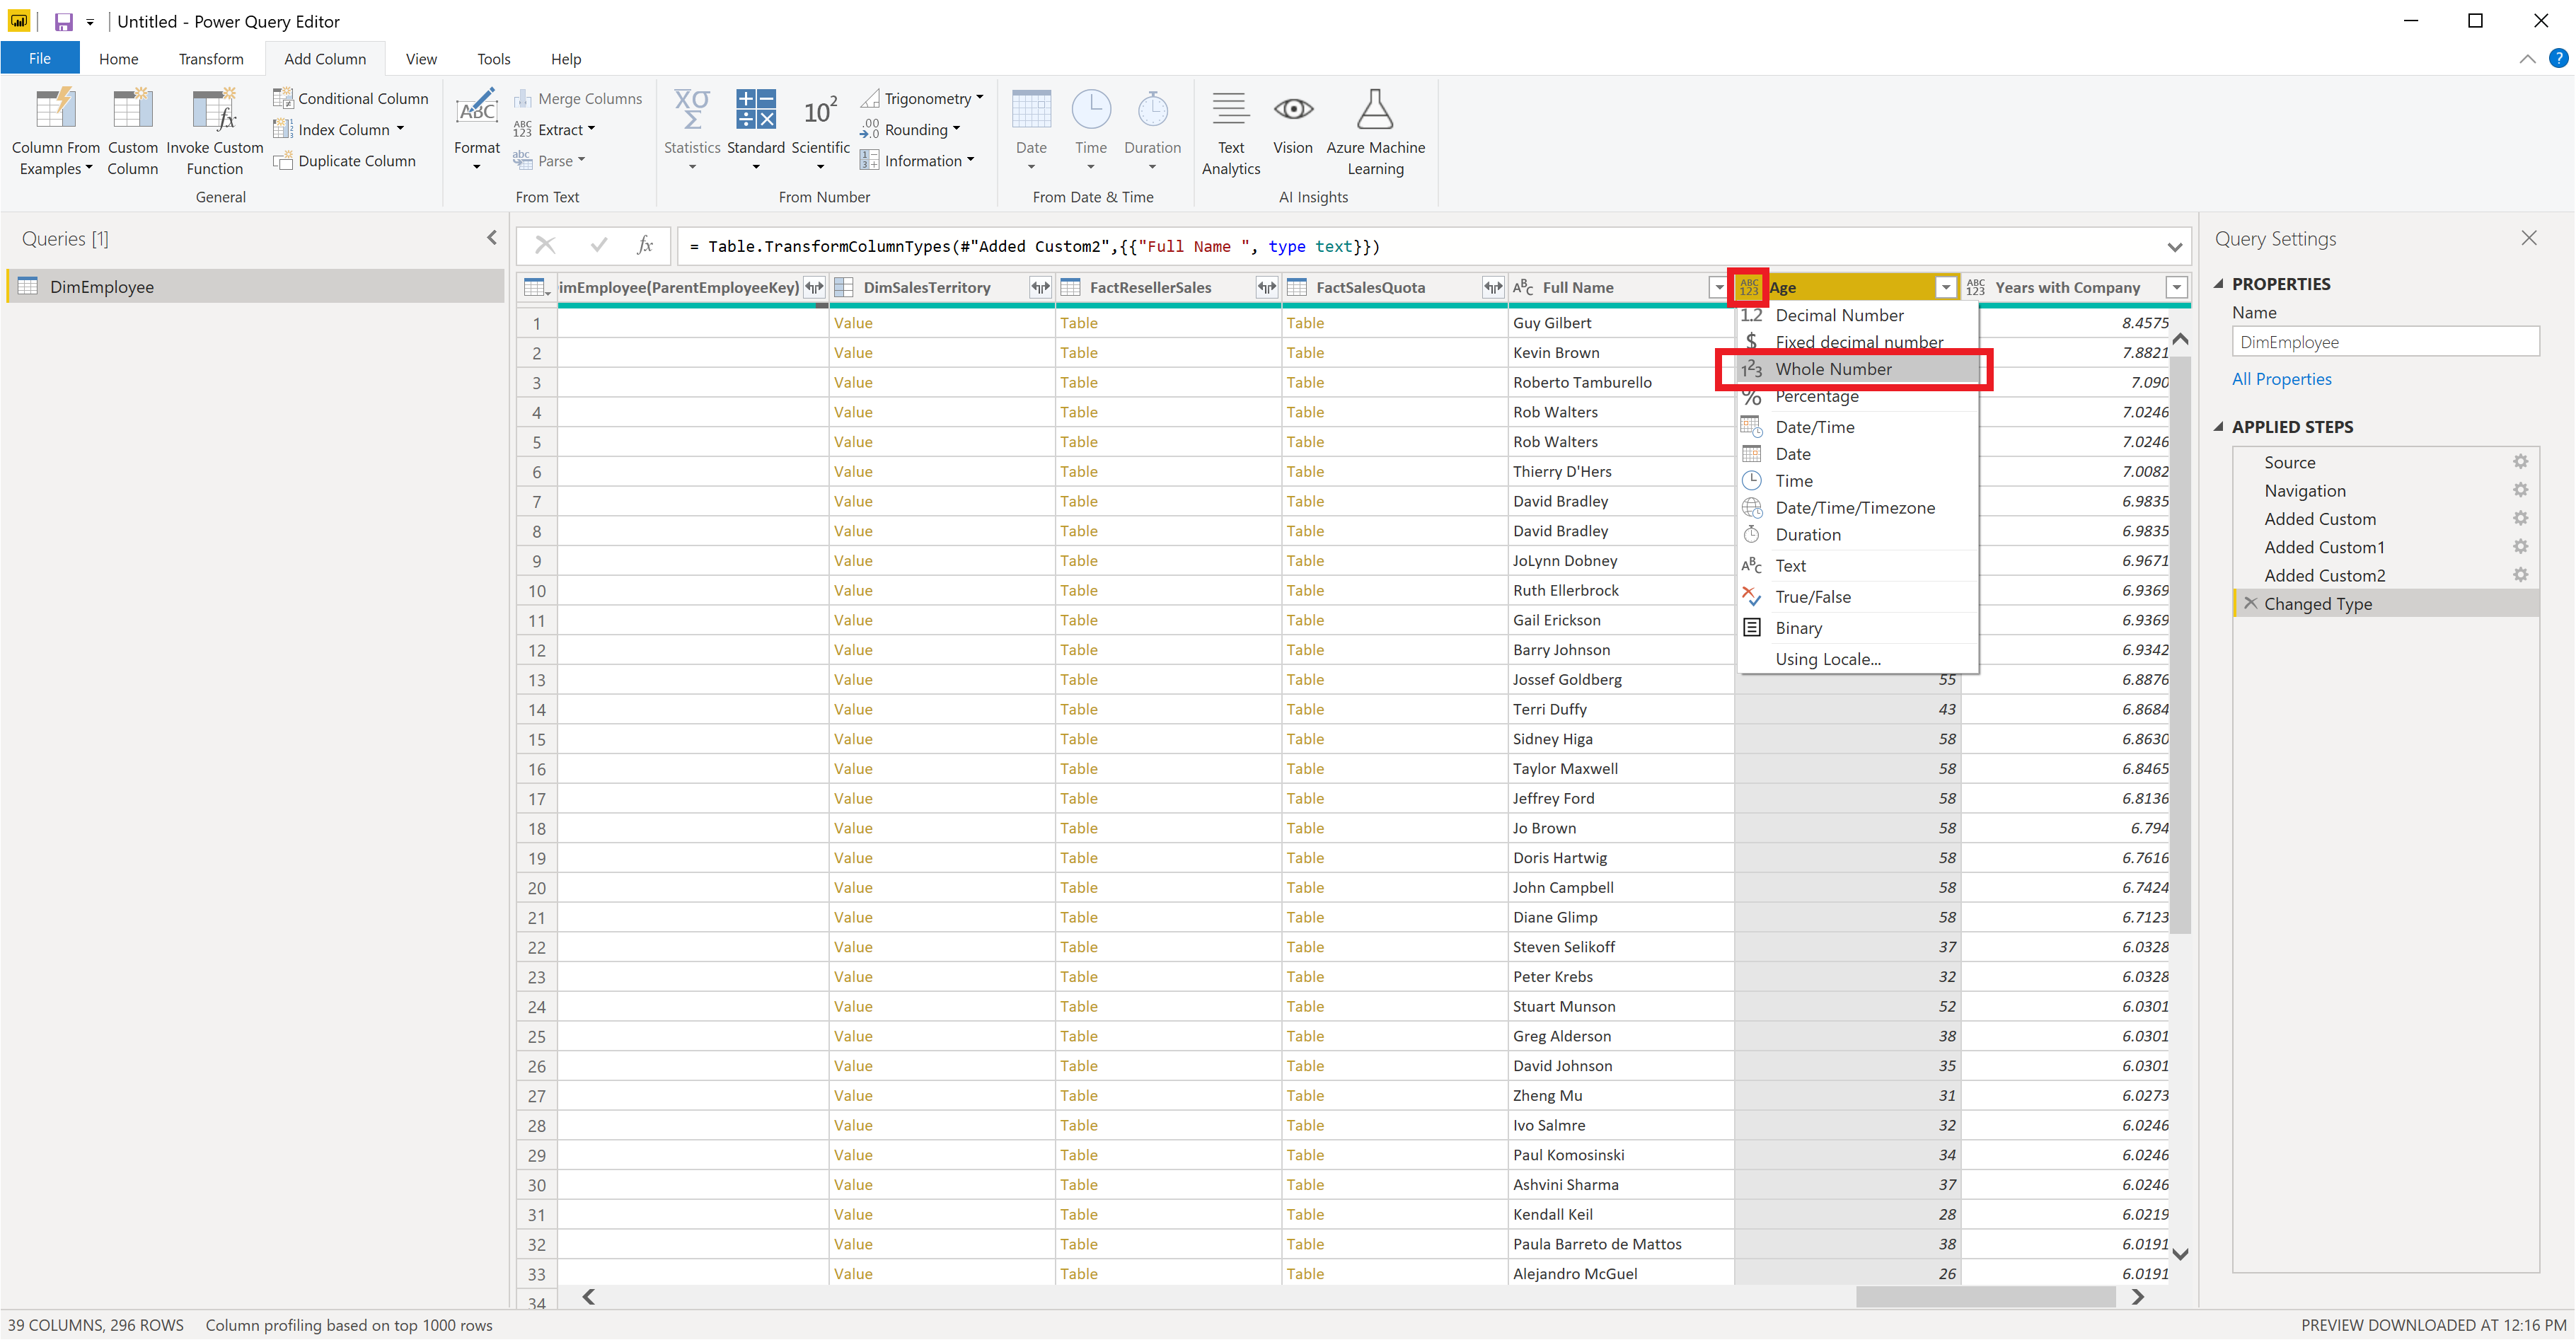 Untitled - Power Query Editor
File Home Transform Add Column View Tools Help
Column From Examples
Custom Column
Invoke Custom Function
Conditional Column
Index Column
Duplicate Column
General
Format
Merge Columns
Extract
Parse
From Text
Statistics
Standard
Scientific
Trigonometry
Rounding
Information
From Number
Date
Time
Duration
From Date & Time
Text Analytics
Vision
Azure Machine Learning
AI Insights
Queries [1]
DimEmployee
= Table.TransformColumnTypes(#"Added Custom2",{{"Full Name ", type text}})
imEmployee(ParentEmployeeKey) DimSalesTerritory FactResellerSales FactSalesQuota Full Name Age Years with Company
1 Value Table Table Guy Gilbert 8.4575
2 Value Table Table Kevin Brown 7.8821
3 Value Table Table Roberto Tamburello 7.090
4 Value Table Table Rob Walters 7.0246
5 Value Table Table Rob Walters 7.0246
6 Value Table Table Thierry D'Hers 7.0082
7 Value Table Table David Bradley 6.9835
8 Value Table Table David Bradley 6.9835
9 Value Table Table JoLynn Dobney 6.9671
10 Value Table Table Ruth Ellerbrock 6.9369
11 Value Table Table Gail Erickson 6.9369
12 Value Table Table Barry Johnson 6.9342
13 Value Table Table Jossef Goldberg 55 6.8876
14 Value Table Table Terri Duffy 43 6.8684
15 Value Table Table Sidney Higa 58 6.8630
16 Value Table Table Taylor Maxwell 58 6.8465
17 Value Table Table Jeffrey Ford 58 6.8136
18 Value Table Table Jo Brown 58 6.794
19 Value Table Table Doris Hartwig 58 6.7616
20 Value Table Table John Campbell 58 6.7424
21 Value Table Table Diane Glimp 58 6.7123
22 Value Table Table Steven Selikoff 37 6.0328
23 Value Table Table Peter Krebs 32 6.0328
24 Value Table Table Stuart Munson 52 6.0301
25 Value Table Table Greg Alderson 38 6.0301
26 Value Table Table David Johnson 35 6.0301
27 Value Table Table Zheng Mu 31 6.0273
28 Value Table Table Ivo Salmre 32 6.0246
29 Value Table Table Paul Komosinski 34 6.0246
30 Value Table Table Ashvini Sharma 37 6.0246
31 Value Table Table Kendall Keil 28 6.0219
32 Value Table Table Paula Barreto de Mattos 38 6.0191
33 Value Table Table Alejandro McGuel 26 6.0191
34
1.2 Decimal Number
$ Fixed decimal number
123 Whole Number
% Percentage
Date/Time
Date
Time
Date/Time/Timezone
Duration
ABC Text
True/False
Binary
Using Locale...
Query Settings
PROPERTIES
Name
DimEmployee
All Properties
APPLIED STEPS
Source
Navigation
Added Custom
Added Custom1
Added Custom2
Changed Type
39 COLUMNS, 296 ROWS Column profiling based on top 1000 rows PREVIEW DOWNLOADED AT 12:16 PM